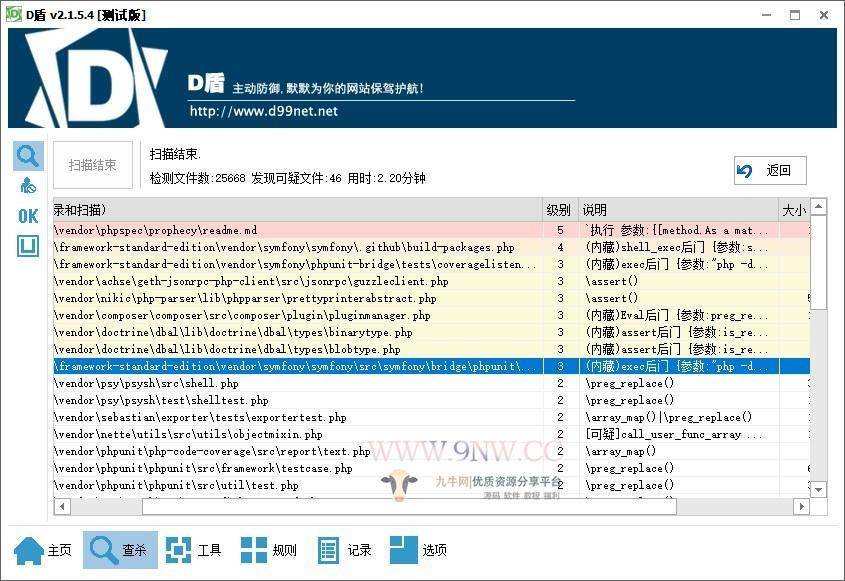 D盾 v2.1.5.4 [测试版]
D盾 主动防御,默默为你的网站保驾护航!
http://www.d99net.net
扫描结束
扫描结束.
检测文件数:25668 发现可疑文件:46 用时:2.20分钟
返回
OK
录和扫描) 级别 说明 大小
\vendor\phpspec\prophecy\readme.md 5 `执行 参数:{[method.As a mat...
\framework-standard-edition\vendor\symfony\symfony\.github\build-packages.php 4 (内藏)shell_exec后门 {参数:s...
\framework-standard-edition\vendor\symfony\phpunit-bridge\tests\coveragelisten... 3 (内藏)exec后门 {参数:"php -d...
\vendor\achse\geth-jsonrpc-php-client\src\jsonrpc\guzzleclient.php 3 \assert()
\vendor\nikic\php-parser\lib\phpparser\prettyprinterabstract.php 3 \assert()
\vendor\composer\composer\src\composer\plugin\pluginmanager.php 3 (内藏)Eval后门 {参数:preg_re...
\vendor\doctrine\dbal\lib\doctrine\dbal\types\binarytype.php 3 (内藏)assert后门 {参数:is_re...
\vendor\doctrine\dbal\lib\doctrine\dbal\types\blobtype.php 3 (内藏)assert后门 {参数:is_re...
\framework-standard-edition\vendor\symfony\symfony\src\symfony\bridge\phpunit\... 3 (内藏)exec后门 {参数:"php -d...
\vendor\psy\psysh\src\shell.php 2 \preg_replace()
\vendor\psy\psysh\test\shelltest.php 2 \preg_replace()
\vendor\sebastian\exporter\tests\exportertest.php 2 \array_map()|\preg_replace()
\vendor\nette\utils\src\utils\objectmixin.php 2 [可疑]call_user_func_array ...
\vendor\phpunit\php-code-coverage\src\report\text.php 2 \array_map()
\vendor\phpunit\phpunit\src\framework\testcase.php 2 \preg_replace()
\vendor\phpunit\phpunit\src\util\test.php 2 \preg_replace()
WWW.9NW.CC
九牛网|优质资源分享平台
源码 软件 教程 福利
主页 查杀 工具 规则 记录 选项